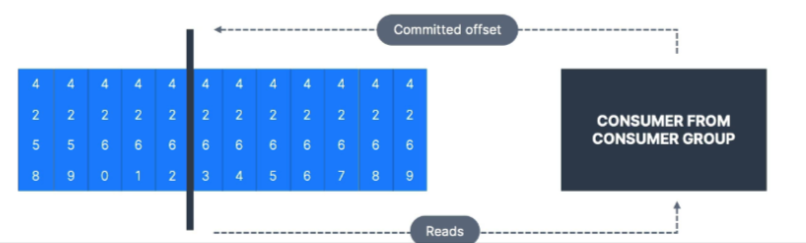 Committed offset
4 4 4 4 4 4 4 4 4 4 4 4
2 2 2 2 2 2 2 2 2 2 2 2
5 5 6 6 6 6 6 6 6 6 6 6
8 9 0 1 2 3 4 5 6 7 8 9
CONSUMER FROM
CONSUMER GROUP
Reads